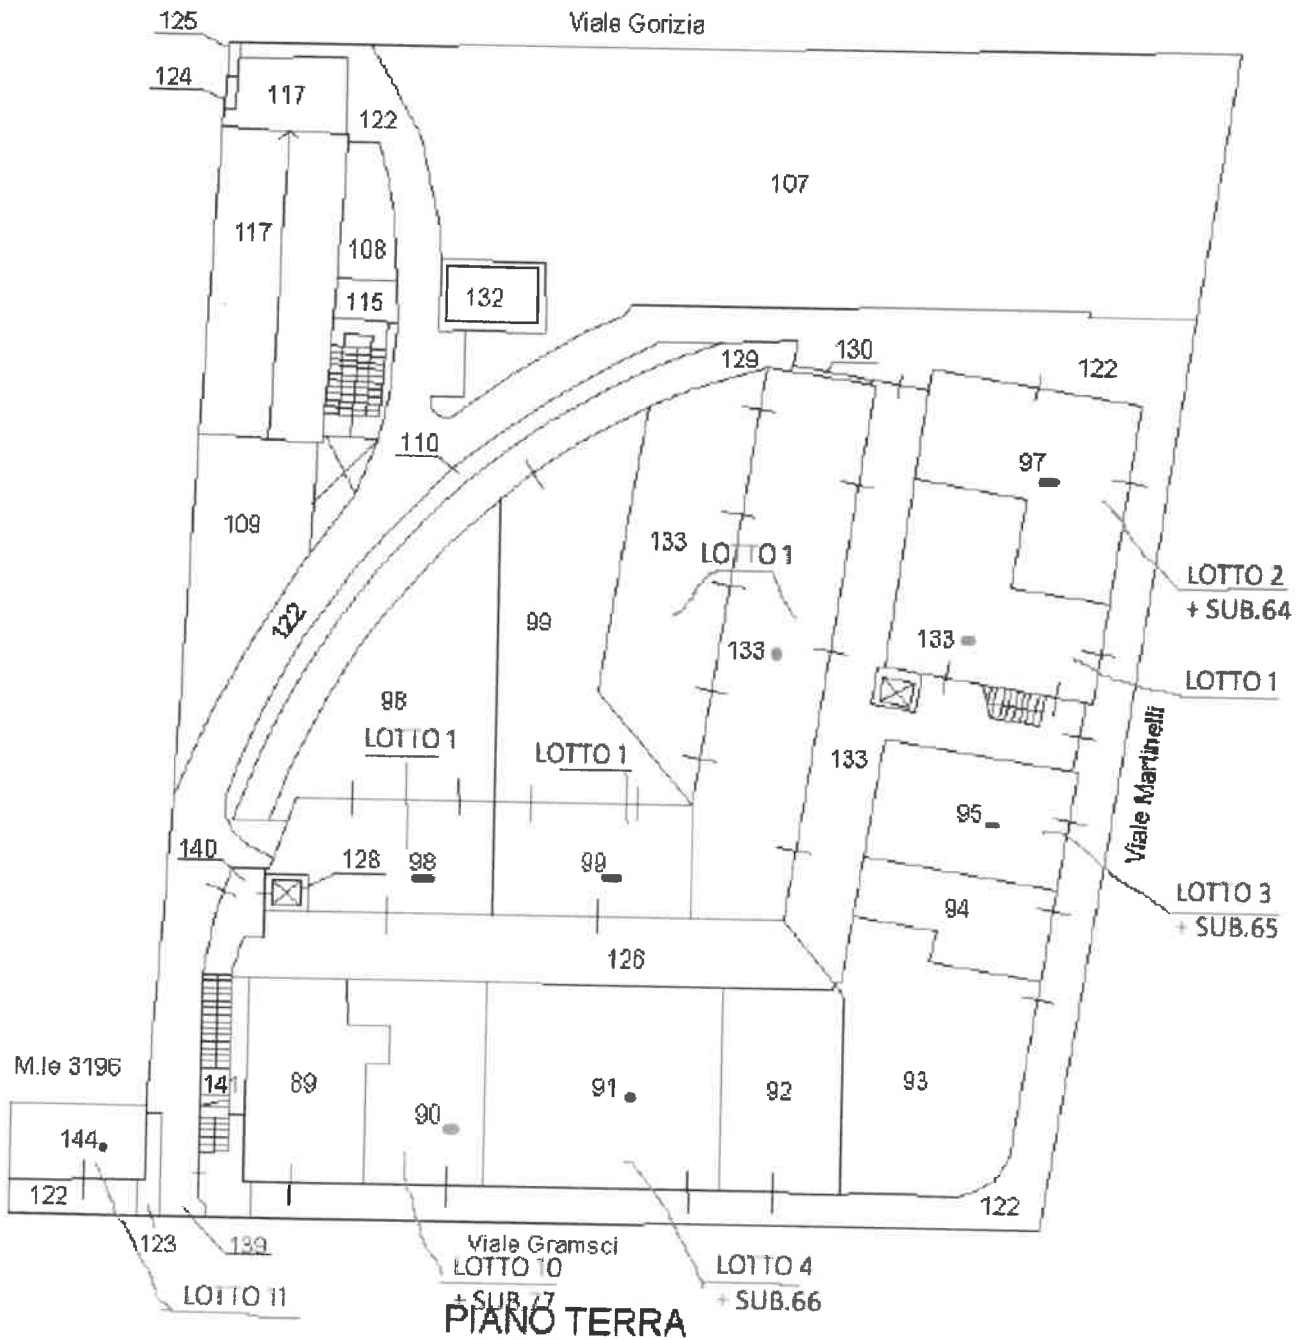 Viale Gorizia
125
124
117
122
107
117
108
115
132
129
130
122
110
97
109
133
LOTTO 1
LOTTO 2
+ SUB.64
122
99
133
133
LOTTO 1
98
LOTTO 1
LOTTO 1
133
Viale Martinelli
95
140
128
98
99
LOTTO 3
+ SUB.65
94
126
M.le 3196
141
89
91
92
93
90
144
122
122
123
139
Viale Gramsci
LOTTO 10
+ SUB.77
LOTTO 4
+ SUB.66
LOTTO 11
PIANO TERRA